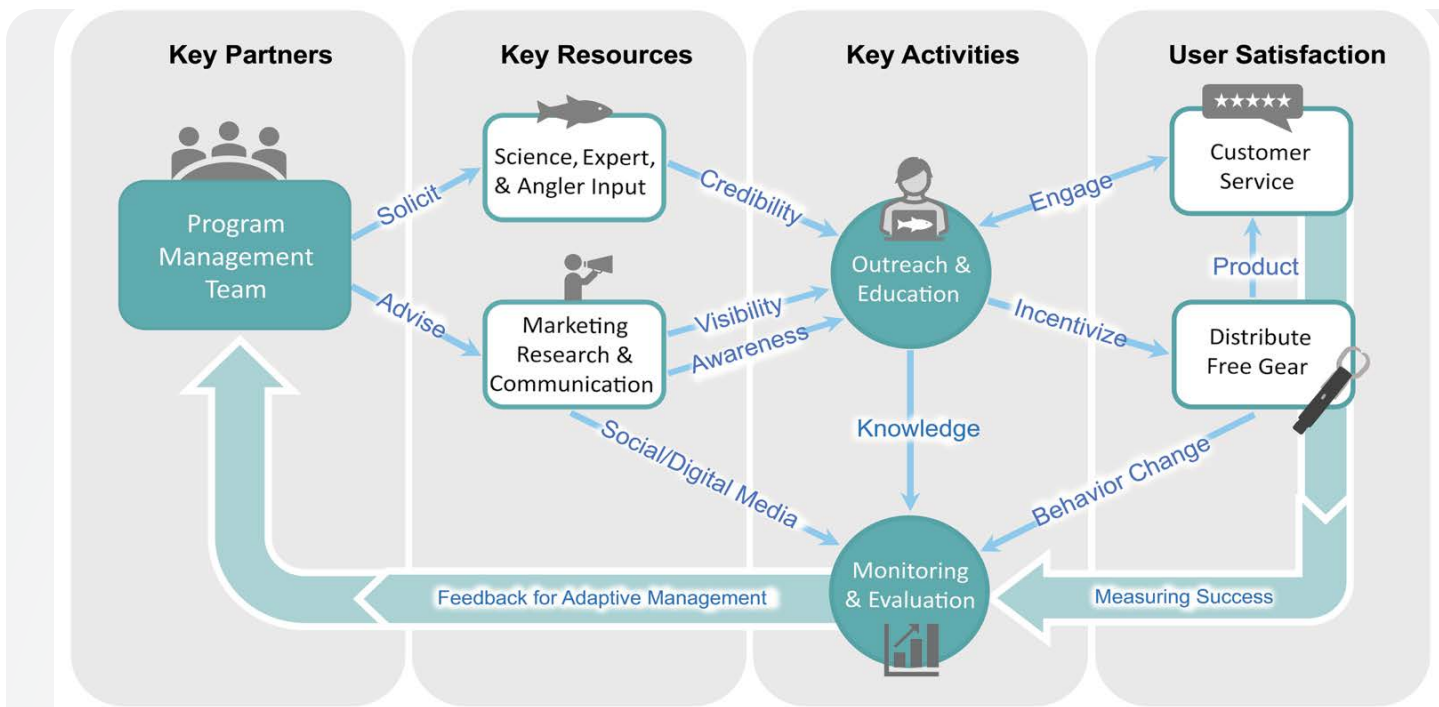 Key Partners
Key Resources
Key Activities
User Satisfaction
Program
Management
Team
Solicit
Advise
Science, Expert,
& Angler Input
Marketing
Research &
Communication
Credibility
Visibility
Awareness
Social/Digital Media
Outreach &
Education
Knowledge
Engage
Incentivize
Customer
Service
Product
Distribute
Free Gear
Behavior Change
Monitoring
& Evaluation
Measuring Success
Feedback for Adaptive Management